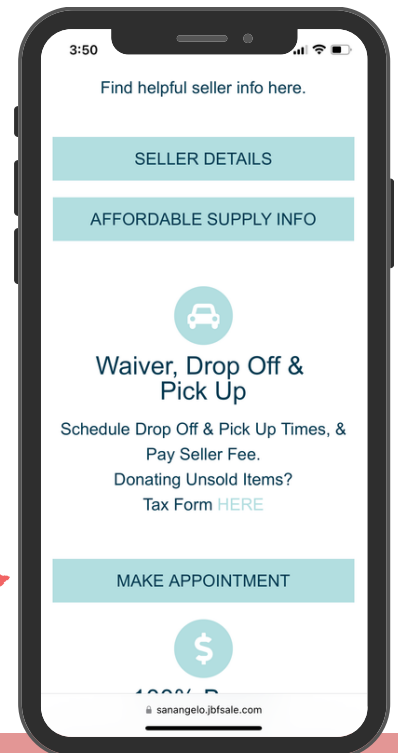 3:50
Find helpful seller info here.
SELLER DETAILS
AFFORDABLE SUPPLY INFO
Waiver, Drop Off &
Pick Up
Schedule Drop Off & Pick Up Times, &
Pay Seller Fee.
Donating Unsold Items?
Tax Form HERE
MAKE APPOINTMENT
$
100%
sanangelo.jbfsale.com